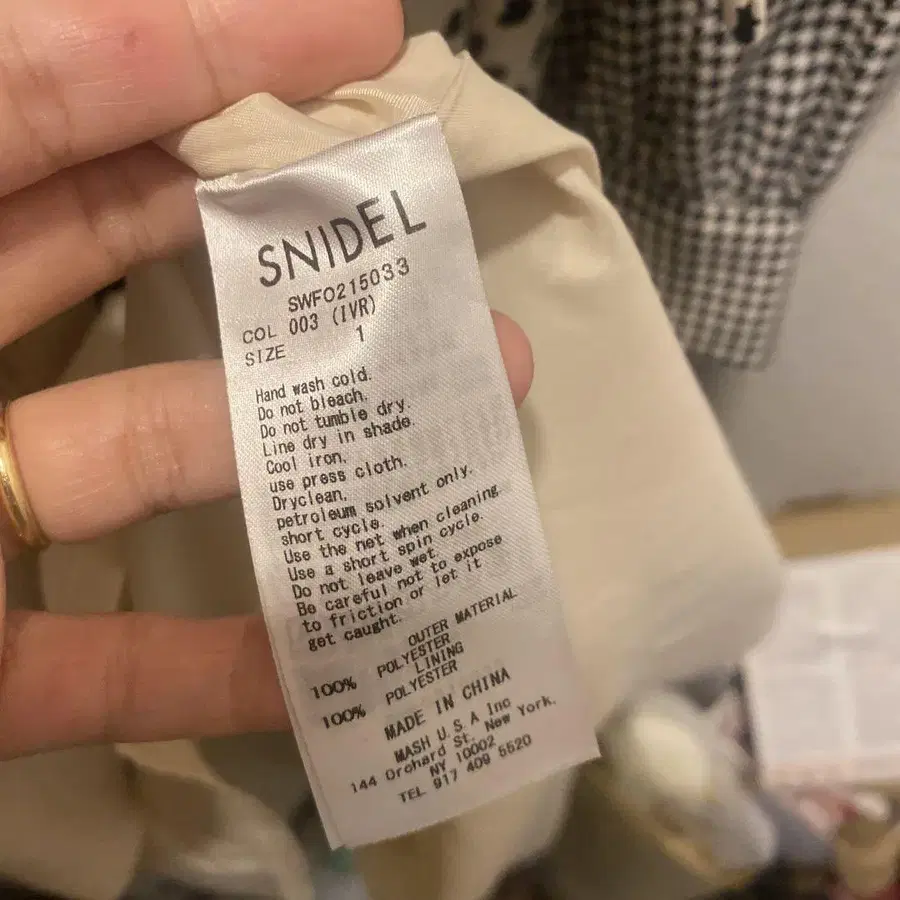 SNIDEL
SWFO215033
COL 003 (IVR)
SIZE 1
Hand wash cold.
Do not bleach.
Do not tumble dry.
Line dry in shade.
Cool iron.
use press cloth.
Dryclean.
petroleum solvent only.
short cycle.
Use the net when cleaning.
Use a short spin cycle.
Do not leave wet.
Be careful not to expose
to friction or let it
get caught.
OUTER MATERIAL
100% POLYESTER
LINING
100% POLYESTER
MADE IN CHINA
MASH U.S.A Inc
144 Orchard St. New York.
NY 10002
TEL 917 409 5520